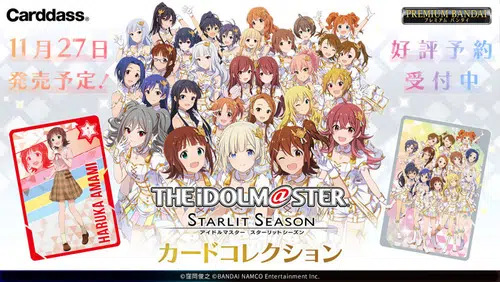 Carddass®
PREMIUM BANDAI
プレミアム バンダイ
11月27日
発売予定!
好評予約
受付中
HARUKA AMAMI
THE iDOLM@STER
STARLIT SEASON
アイドルマスター スターリットシーズン
カードコレクション
©窪岡俊之 ©BANDAI NAMCO Entertainment Inc.